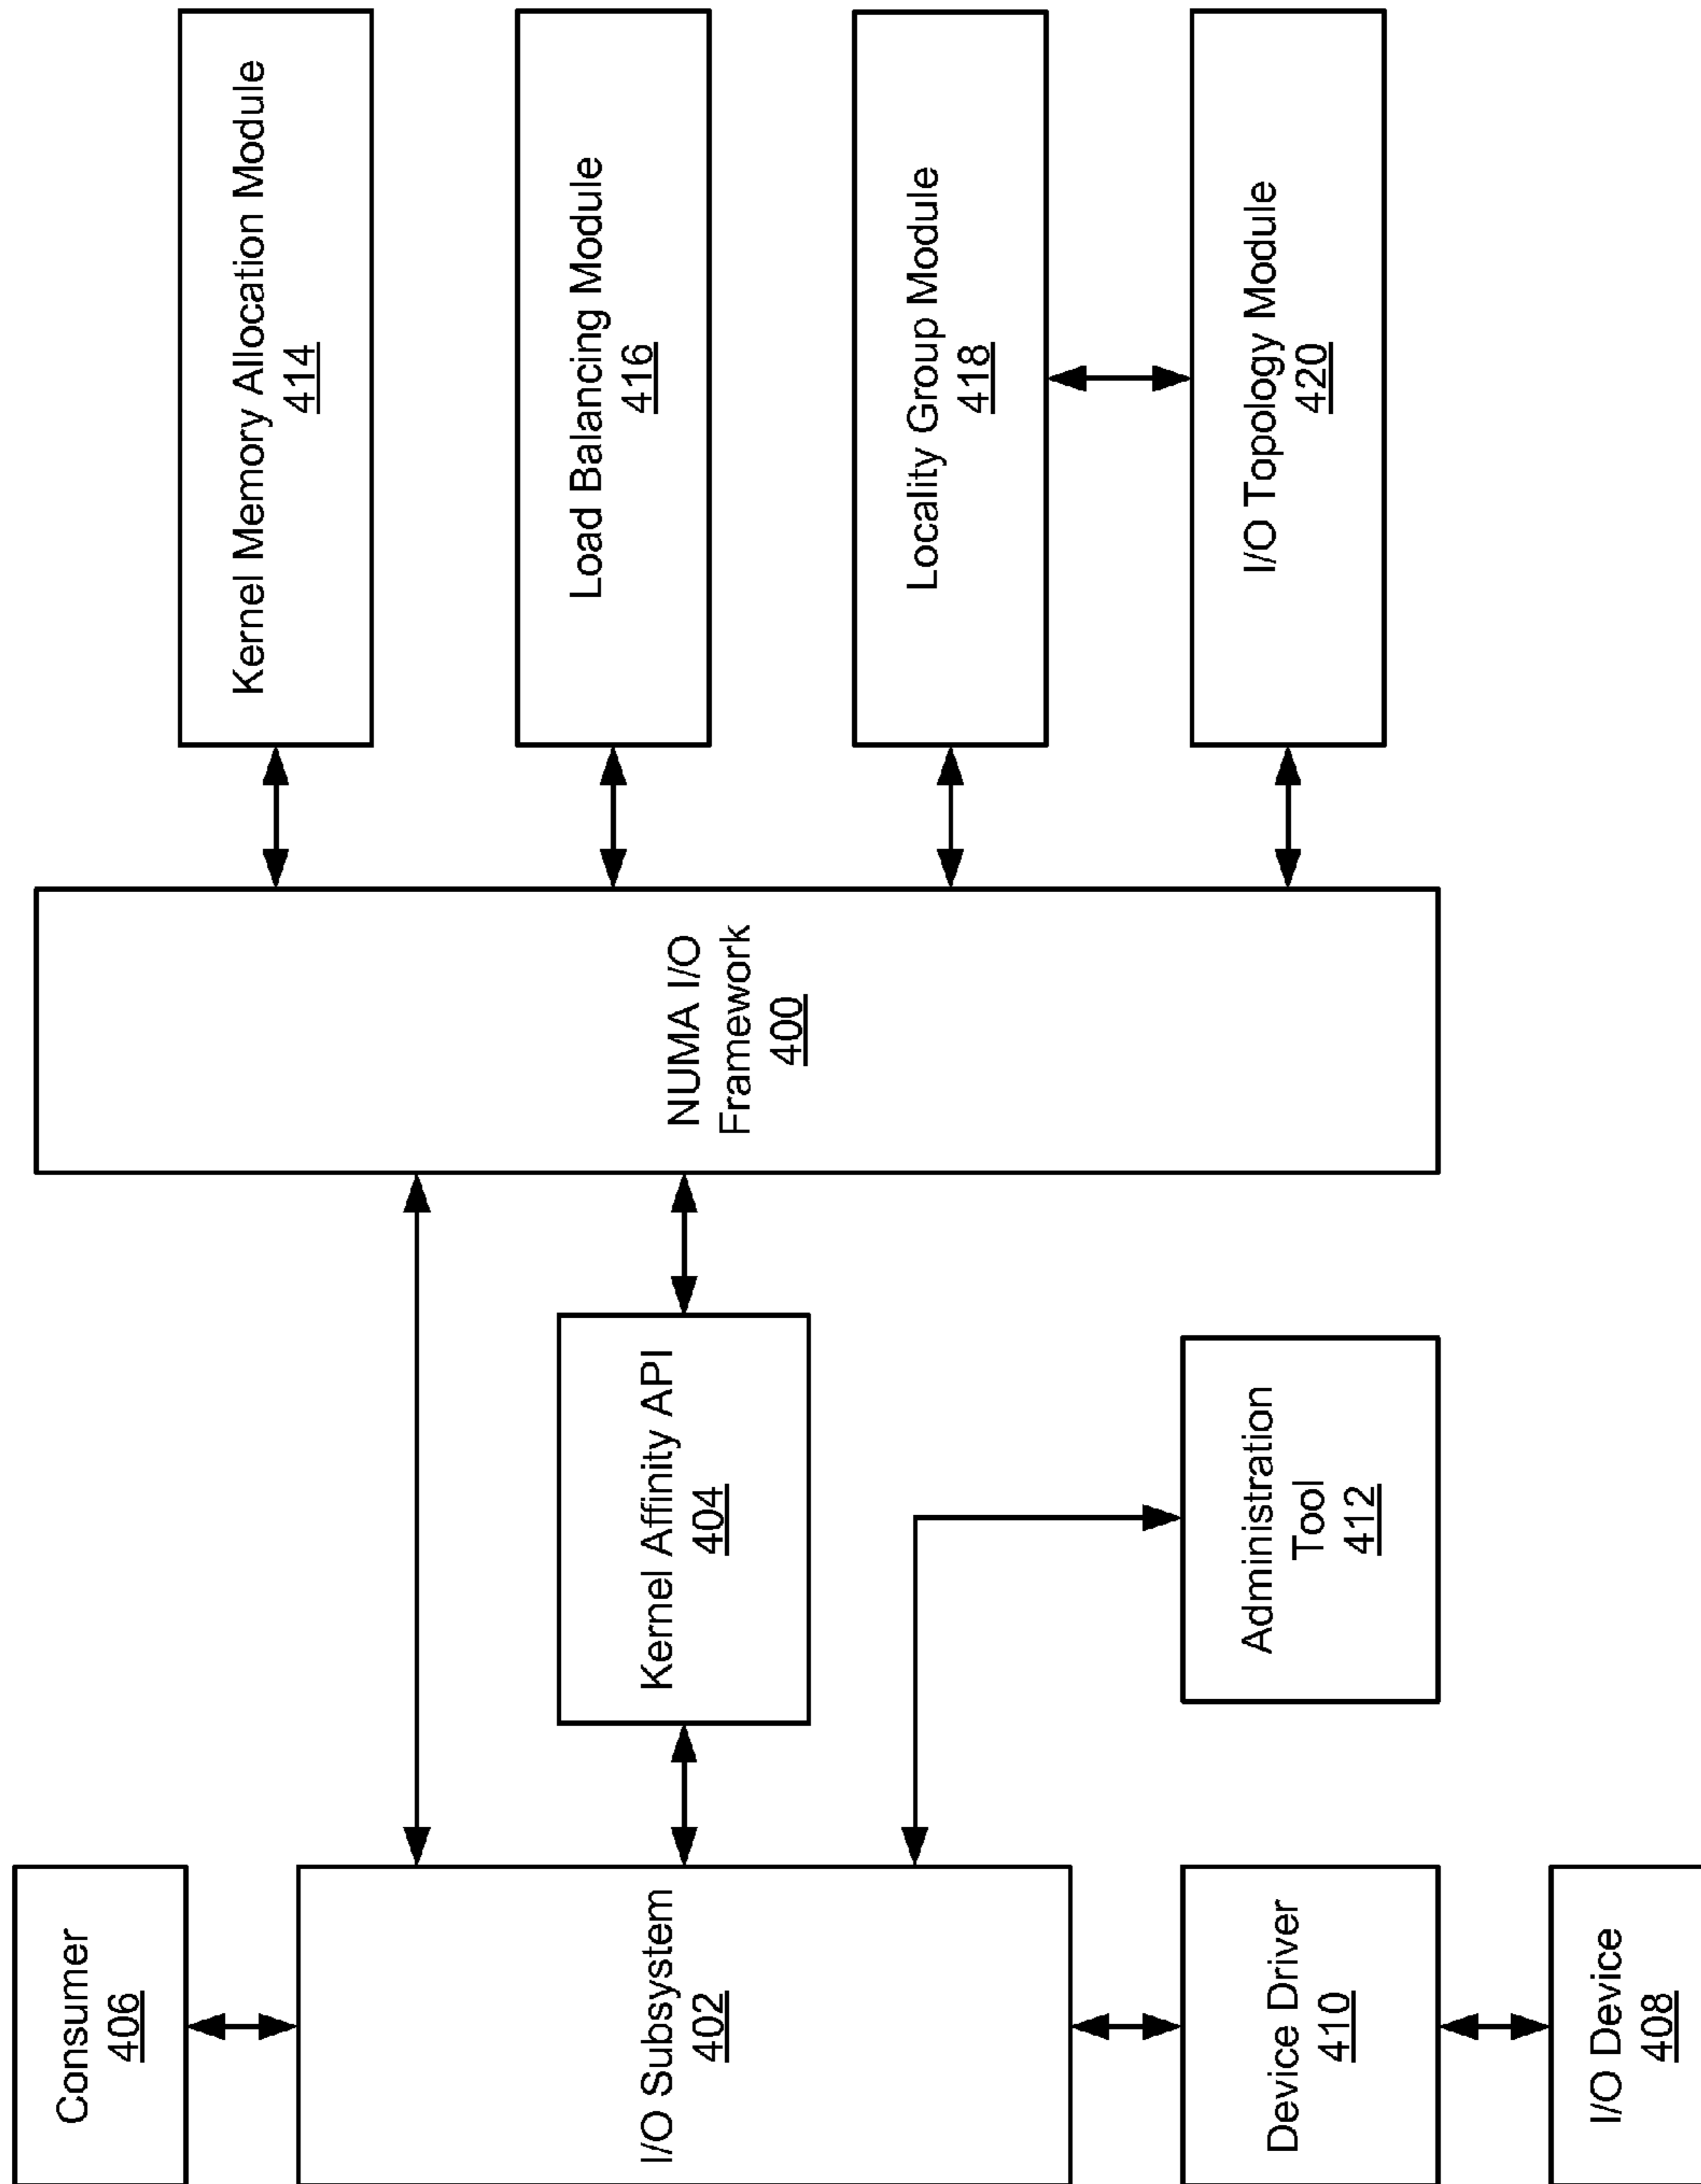 Consumer
406
I/O Subsystem
402
Device Driver
410
I/O Device
408
Kernel Affinity API
404
Administration
Tool
412
NUMA I/O
Framework
400
Kernel Memory Allocation Module
414
Load Balancing Module
416
Locality Group Module
418
I/O Topology Module
420